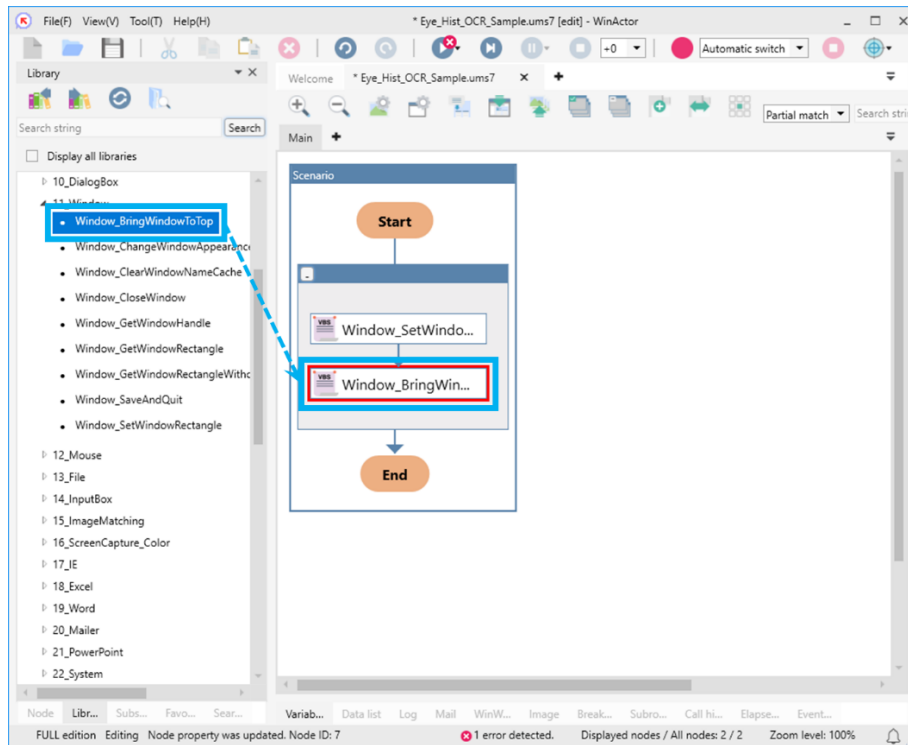 File(F) View(V) Tool(T) Help(H) * Eye_Hist_OCR_Sample.ums7 [edit] - WinActor
+0 Automatic switch
Library
Search string Search
Display all libraries
10_DialogBox
11_Window
Window_BringWindowToTop
Window_ChangeWindowAppearance
Window_ClearWindowNameCache
Window_CloseWindow
Window_GetWindowHandle
Window_GetWindowRectangle
Window_GetWindowRectangleWithc
Window_SaveAndQuit
Window_SetWindowRectangle
12_Mouse
13_File
14_InputBox
15_ImageMatching
16_ScreenCapture_Color
17_IE
18_Excel
19_Word
20_Mailer
21_PowerPoint
22_System
Node Libr... Subs... Favo... Sear...
Welcome * Eye_Hist_OCR_Sample.ums7
Partial match Search stri
Main
Scenario
Start
VBS Window_SetWindo...
VBS Window_BringWin...
End
Variab... Data list Log Mail WinW... Image Break... Subro... Call hi... Elapse... Event...
FULL edition Editing Node property was updated. Node ID: 7 1 error detected. Displayed nodes / All nodes: 2 / 2 Zoom level: 100%